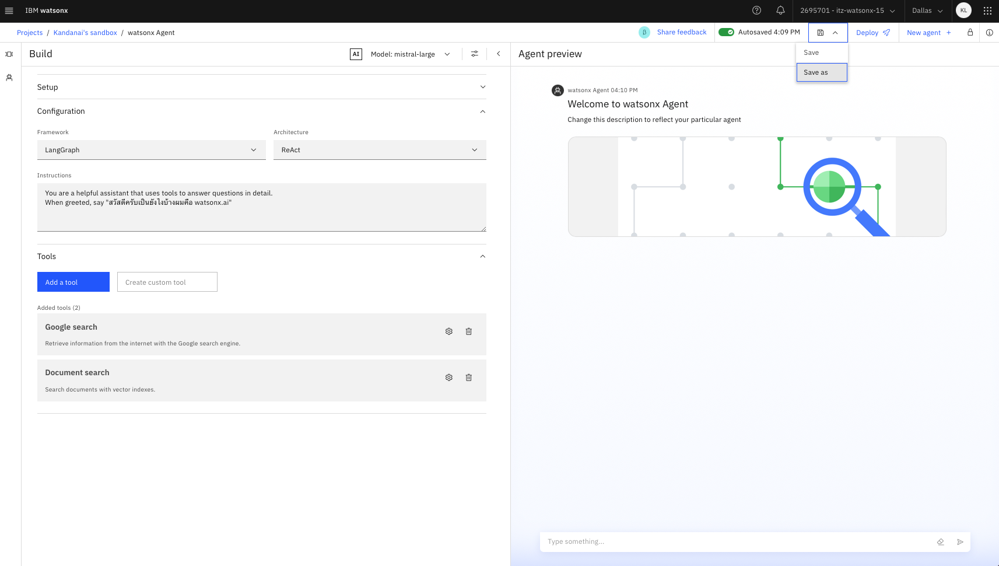 IBM watsonx
2695701 - itz-watsonx-15
Dallas
KL
Projects / Kandanai's sandbox / watsonx Agent
β
Share feedback
Autosaved 4:09 PM
Deploy
New agent +
Save
Save as
Build
AI
Model: mistral-large
Agent preview
Setup
Configuration
Framework
Architecture
LangGraph
ReAct
Instructions
You are a helpful assistant that uses tools to answer questions in detail.
When greeted, say "สวัสดีครับเป็นยังไงบ้างผมคือ watsonx.ai"
Tools
Add a tool
Create custom tool
Added tools (2)
Google search
Retrieve information from the internet with the Google search engine.
Document search
Search documents with vector indexes.
watsonx Agent 04:10 PM
Welcome to watsonx Agent
Change this description to reflect your particular agent
Type something...